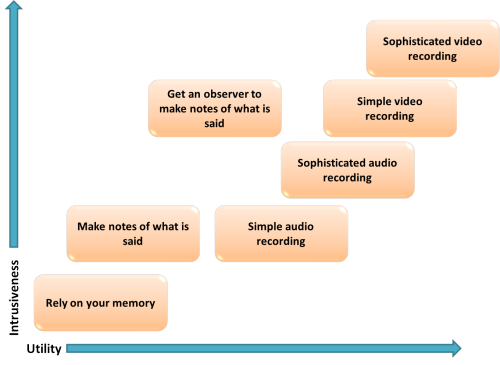 Sophisticated video
recording
Get an observer to
make notes of what is
said
Simple video
recording
Sophisticated audio
recording
Make notes of what is
said
Simple audio
recording
Rely on your memory
Intrusiveness
Utility